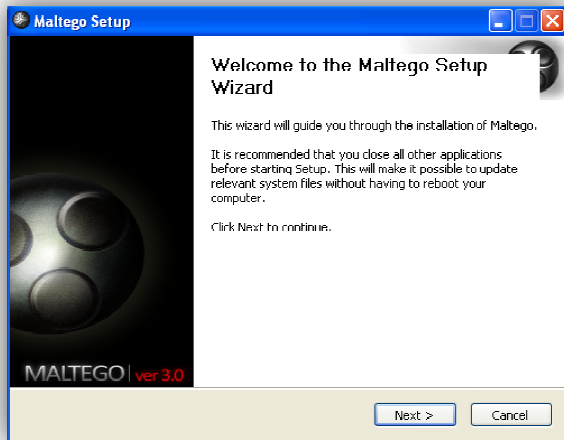 Maltego Setup
Welcome to the Maltego Setup
Wizard
This wizard will guide you through the installation of Maltego.
It is recommended that you close all other applications
before starting Setup. This will make it possible to update
relevant system files without having to reboot your
computer.
Click Next to continue.
MALTEGO | ver 3.0
Next >
Cancel